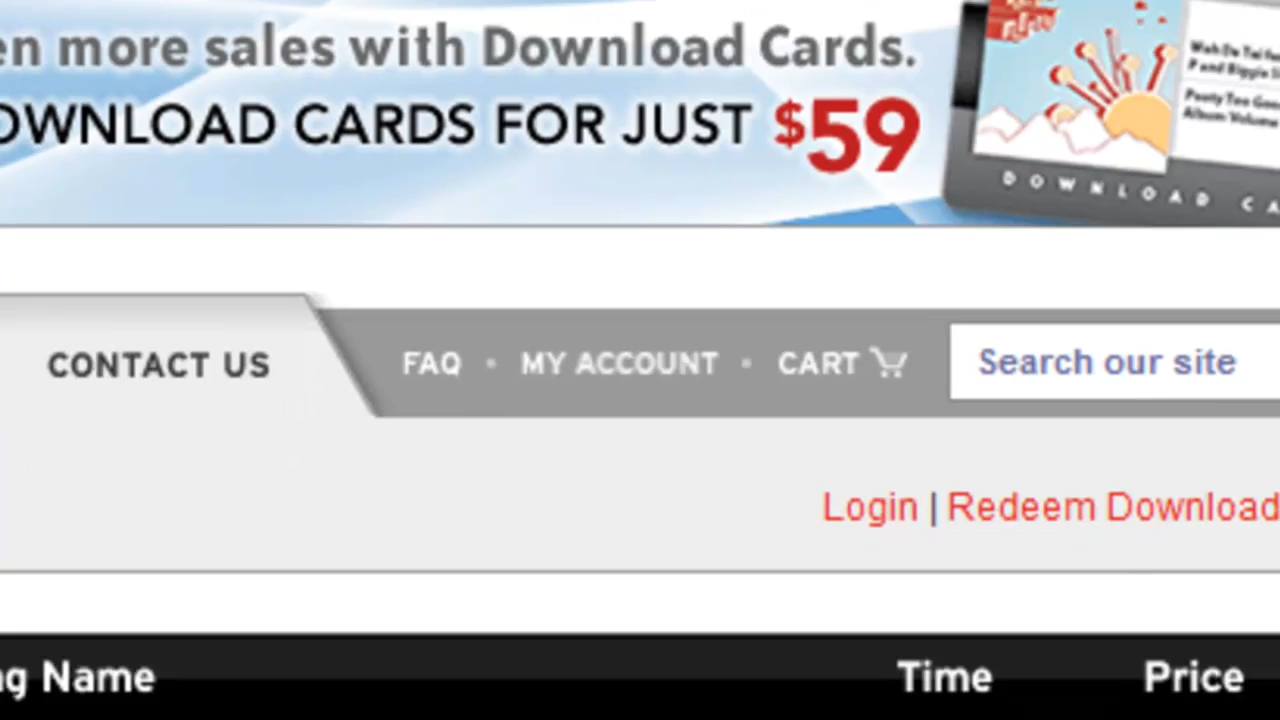 en more sales with Download Cards.
OWNLOAD CARDS FOR JUST $59
DOWNLOAD CA
CONTACT US
FAQ • MY ACCOUNT • CART
Search our site
Login | Redeem Download
g Name Time Price